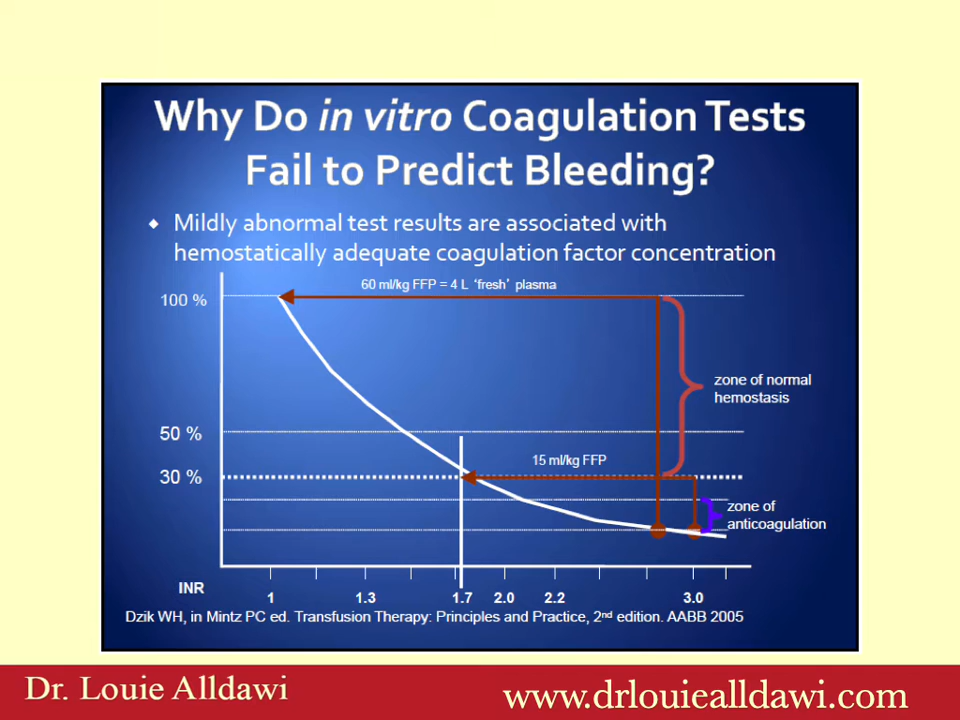 Why Do in vitro Coagulation Tests
Fail to Predict Bleeding?
Mildly abnormal test results are associated with
hemostatically adequate coagulation factor concentration
60 ml/kg FFP = 4 L ‘fresh’ plasma
100 %
zone of normal
hemostasis
50 %
15 ml/kg FFP
30 %
zone of
anticoagulation
INR
1 1.3 1.7 2.0 2.2 3.0
Dzik WH, in Mintz PC ed. Transfusion Therapy: Principles and Practice, 2nd edition. AABB 2005
Dr. Louie Alldawi
www.drlouiealldawi.com